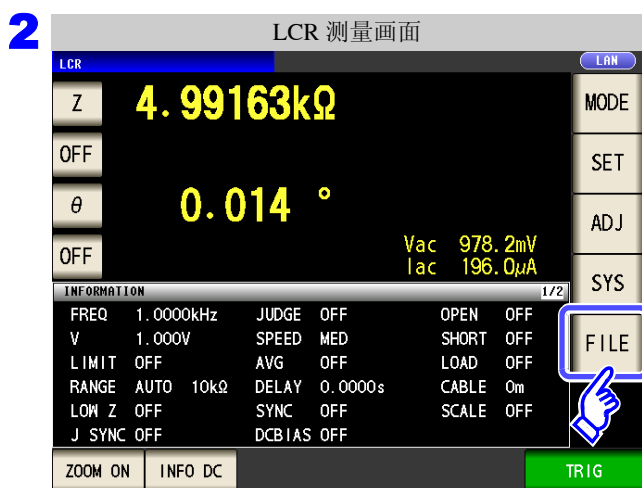 2
LCR 测量画面
LCR
LAN
Z 4.99163kΩ
MODE
OFF
SET
θ 0.014 °
ADJ
OFF
Vac 978.2mV
Iac 196.0μA
SYS
INFORMATION 1/2
FREQ 1.0000kHz JUDGE OFF OPEN OFF
V 1.000V SPEED MED SHORT OFF
FILE
LIMIT OFF AVG OFF LOAD OFF
RANGE AUTO 10kΩ DELAY 0.0000s CABLE 0m
LOW Z OFF SYNC OFF SCALE OFF
J SYNC OFF DCBIAS OFF
ZOOM ON INFO DC TRIG